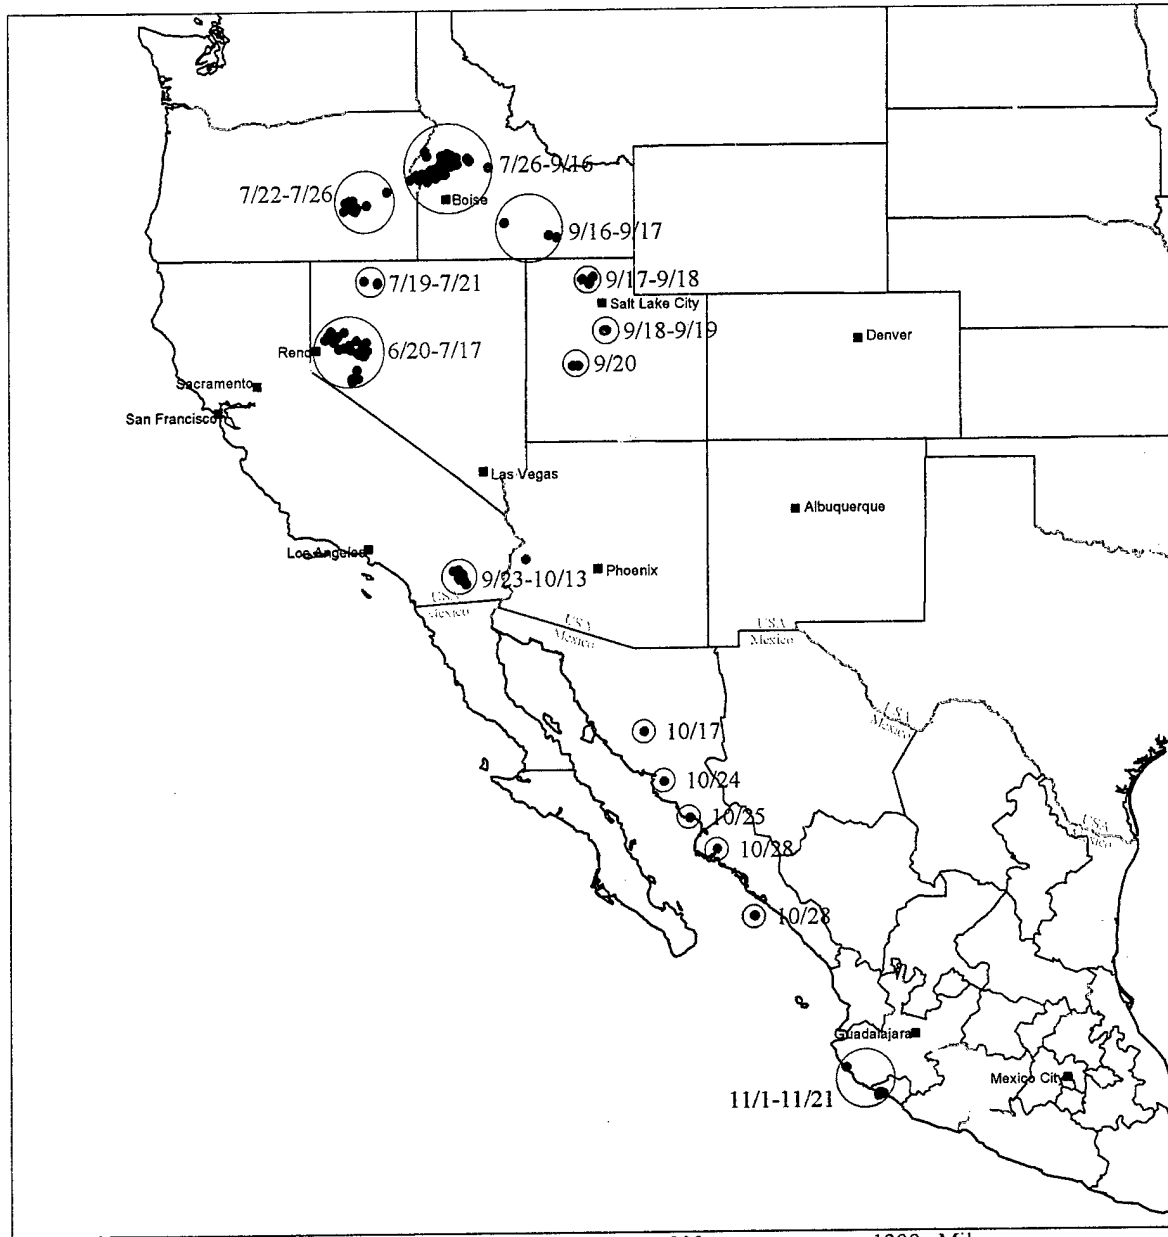 7/26-9/16
7/22-7/26
Boise
9/16-9/17
7/19-7/21
9/17-9/18
Salt Lake City
9/18-9/19
Denver
Reno
6/20-7/17
9/20
Sacramento
San Francisco
Las Vegas
Albuquerque
Los Angeles
9/23-10/13
Phoenix
USA
Mexico
USA
Mexico
USA
Mexico
USA
Mexico
10/17
10/24
10/25
USA
Mexico
10/28
10/28
Guadalajara
Mexico City
11/1-11/21